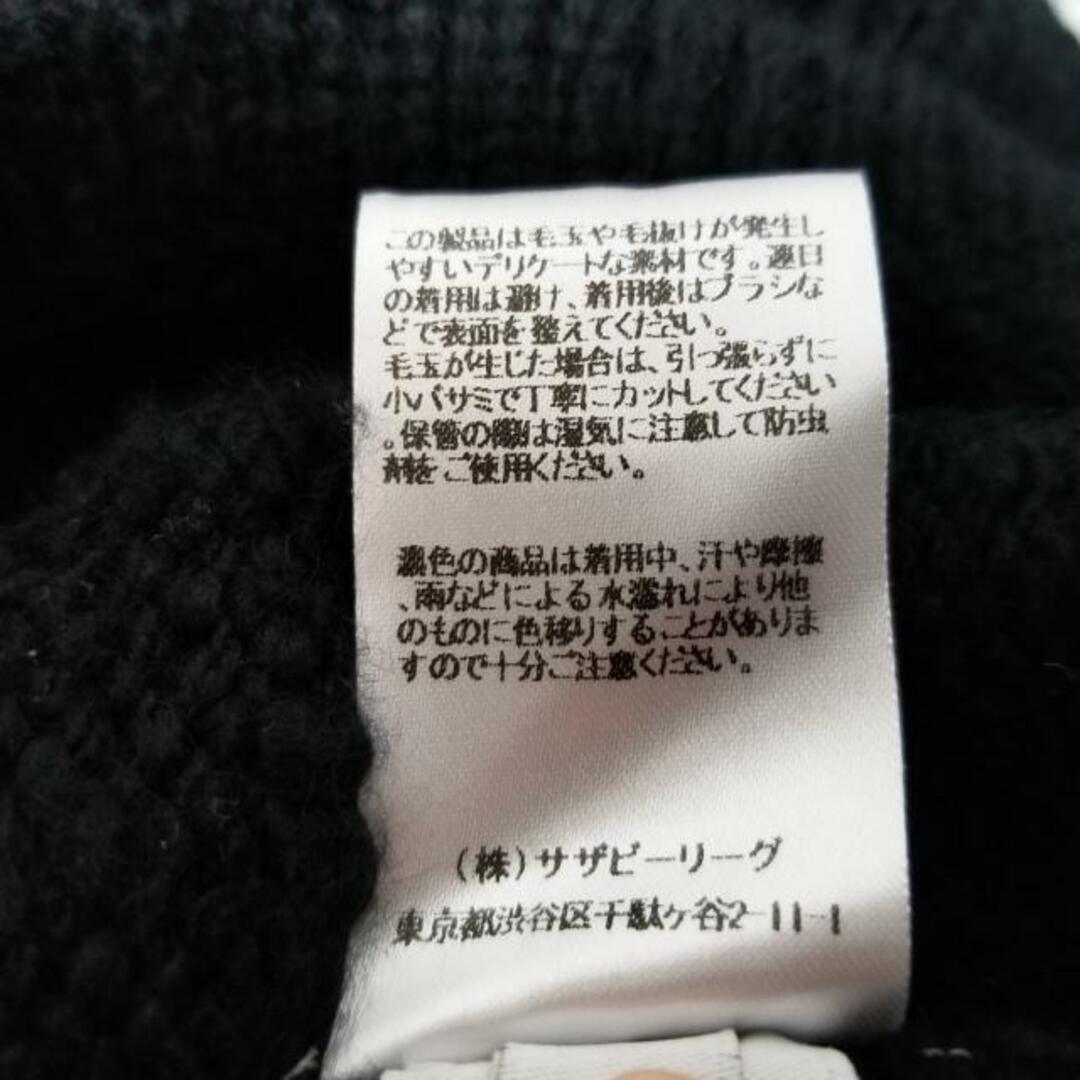 この製品は毛玉や毛抜けが発生し
やすいデリケートな素材です。連日
の着用は避け、着用後はブラシな
どで表面を整えてください。
毛玉が生じた場合は、引っ張らずに
小バサミで丁寧にカットしてください
。保管の際は湿気に注意して防虫
剤をご使用ください。
濃色の商品は着用中、汗や摩擦
、雨などによる水濡れにより他
のものに色移りすることがありま
すので十分ご注意ください。
(株)サザビーリーグ
東京都渋谷区千駄ケ谷2-11-1